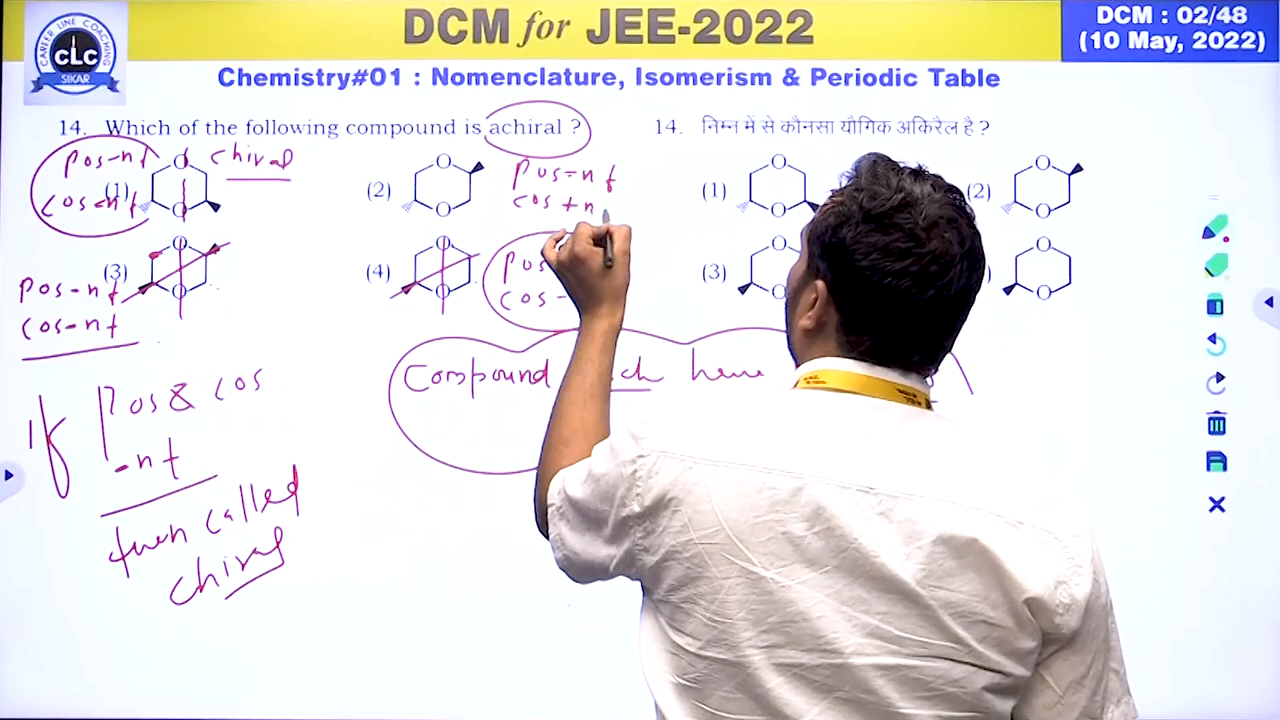 DCM for JEE-2022
DCM : 02/48
(10 May, 2022)
CAREER LINE COACHING
CLC
SIKAR
Chemistry#01 : Nomenclature, Isomerism & Periodic Table
14. Which of the following compound is achiral ?
pos-nt
cos-nt
(1)
O
O
chiral
(2)
O
O
pos-nt
cos +n
(3)
O
O
pos-nt
cos-nt
(4)
O
O
pos
cos-
If pos & cos
-nt
then called
chiral
Compound
have
14. निम्न में से कौनसा यौगिक अकिरैल है ?
(1)
O
O
(2)
O
O
(3)
O
O
)
O
O